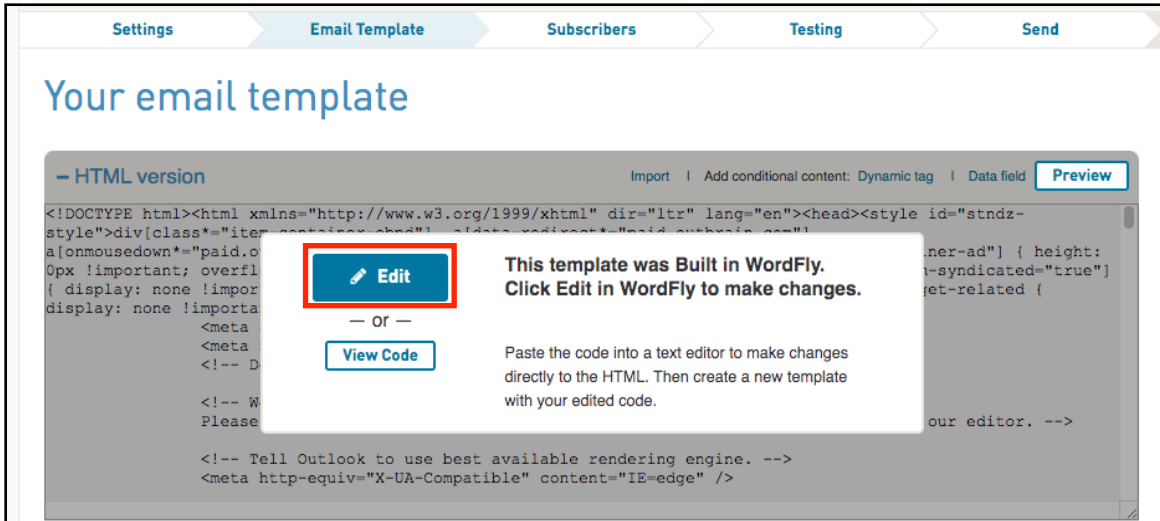 Settings
Email Template
Subscribers
Testing
Send
Your email template
– HTML version
Import | Add conditional content: Dynamic tag | Data field
Preview
<!DOCTYPE html><html xmlns="http://www.w3.org/1999/xhtml" dir="ltr" lang="en"><head><style id="stndz-
style">div[class*="item-container-obpd"], a[data-redirect*="paid.outbrain.com"],
a[onmousedown*="paid.o ner-ad"] { height:
0px !important; overfl n-syndicated="true"]
{ display: none !impor get-related {
display: none !importa
<meta
<meta
<!-- D
<!-- W
Please our editor. -->
<!-- Tell Outlook to use best available rendering engine. -->
<meta http-equiv="X-UA-Compatible" content="IE=edge" />
Edit
— or —
View Code
This template was Built in WordFly.
Click Edit in WordFly to make changes.
Paste the code into a text editor to make changes
directly to the HTML. Then create a new template
with your edited code.